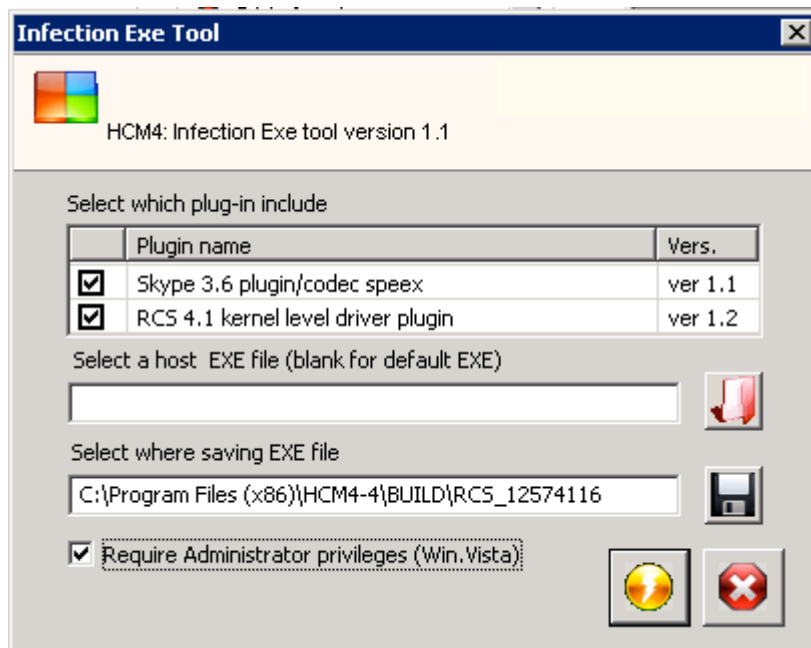 Infection Exe Tool
HCM4: Infection Exe tool version 1.1
Select which plug-in include
Plugin name Vers.
Skype 3.6 plugin/codec speex ver 1.1
RCS 4.1 kernel level driver plugin ver 1.2
Select a host EXE file (blank for default EXE)
Select where saving EXE file
C:\Program Files (x86)\HCM4-4\BUILD\RCS_12574116
Require Administrator privileges (Win.Vista)